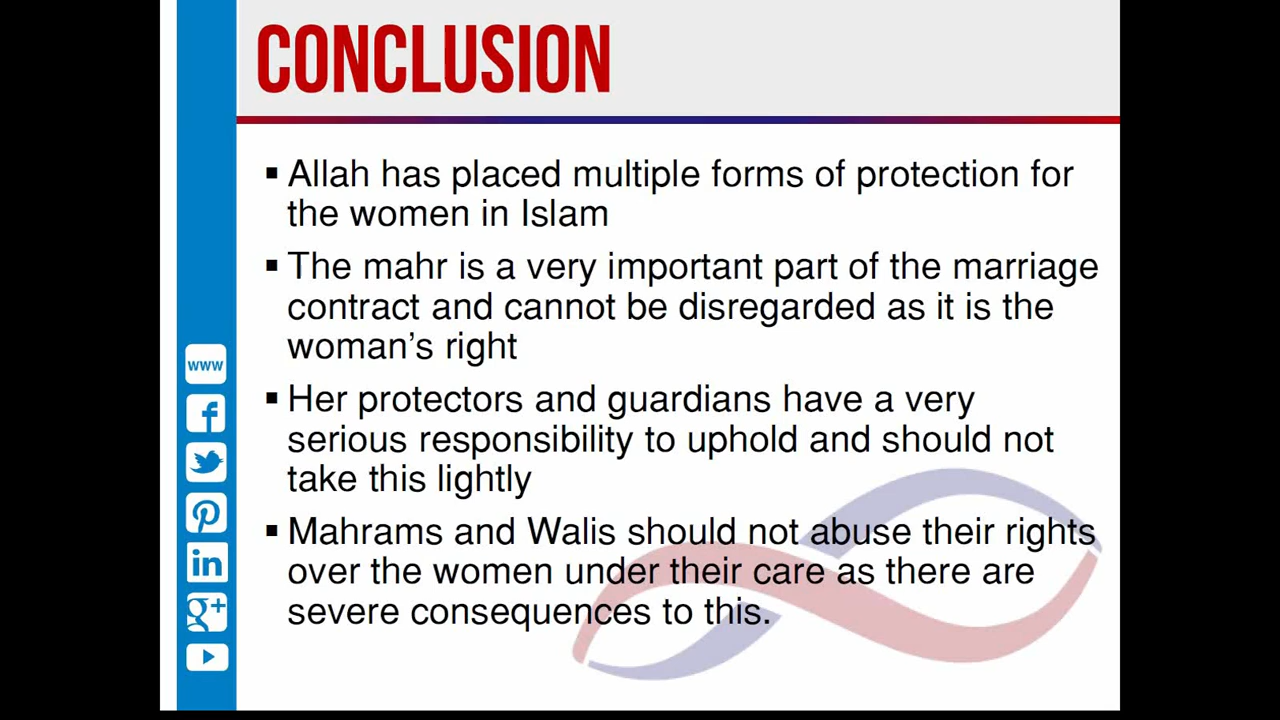 CONCLUSION
▪ Allah has placed multiple forms of protection for
the women in Islam
▪ The mahr is a very important part of the marriage
contract and cannot be disregarded as it is the
woman's right
▪ Her protectors and guardians have a very
serious responsibility to uphold and should not
take this lightly
▪ Mahrams and Walis should not abuse their rights
over the women under their care as there are
severe consequences to this.
www
f
in
g+